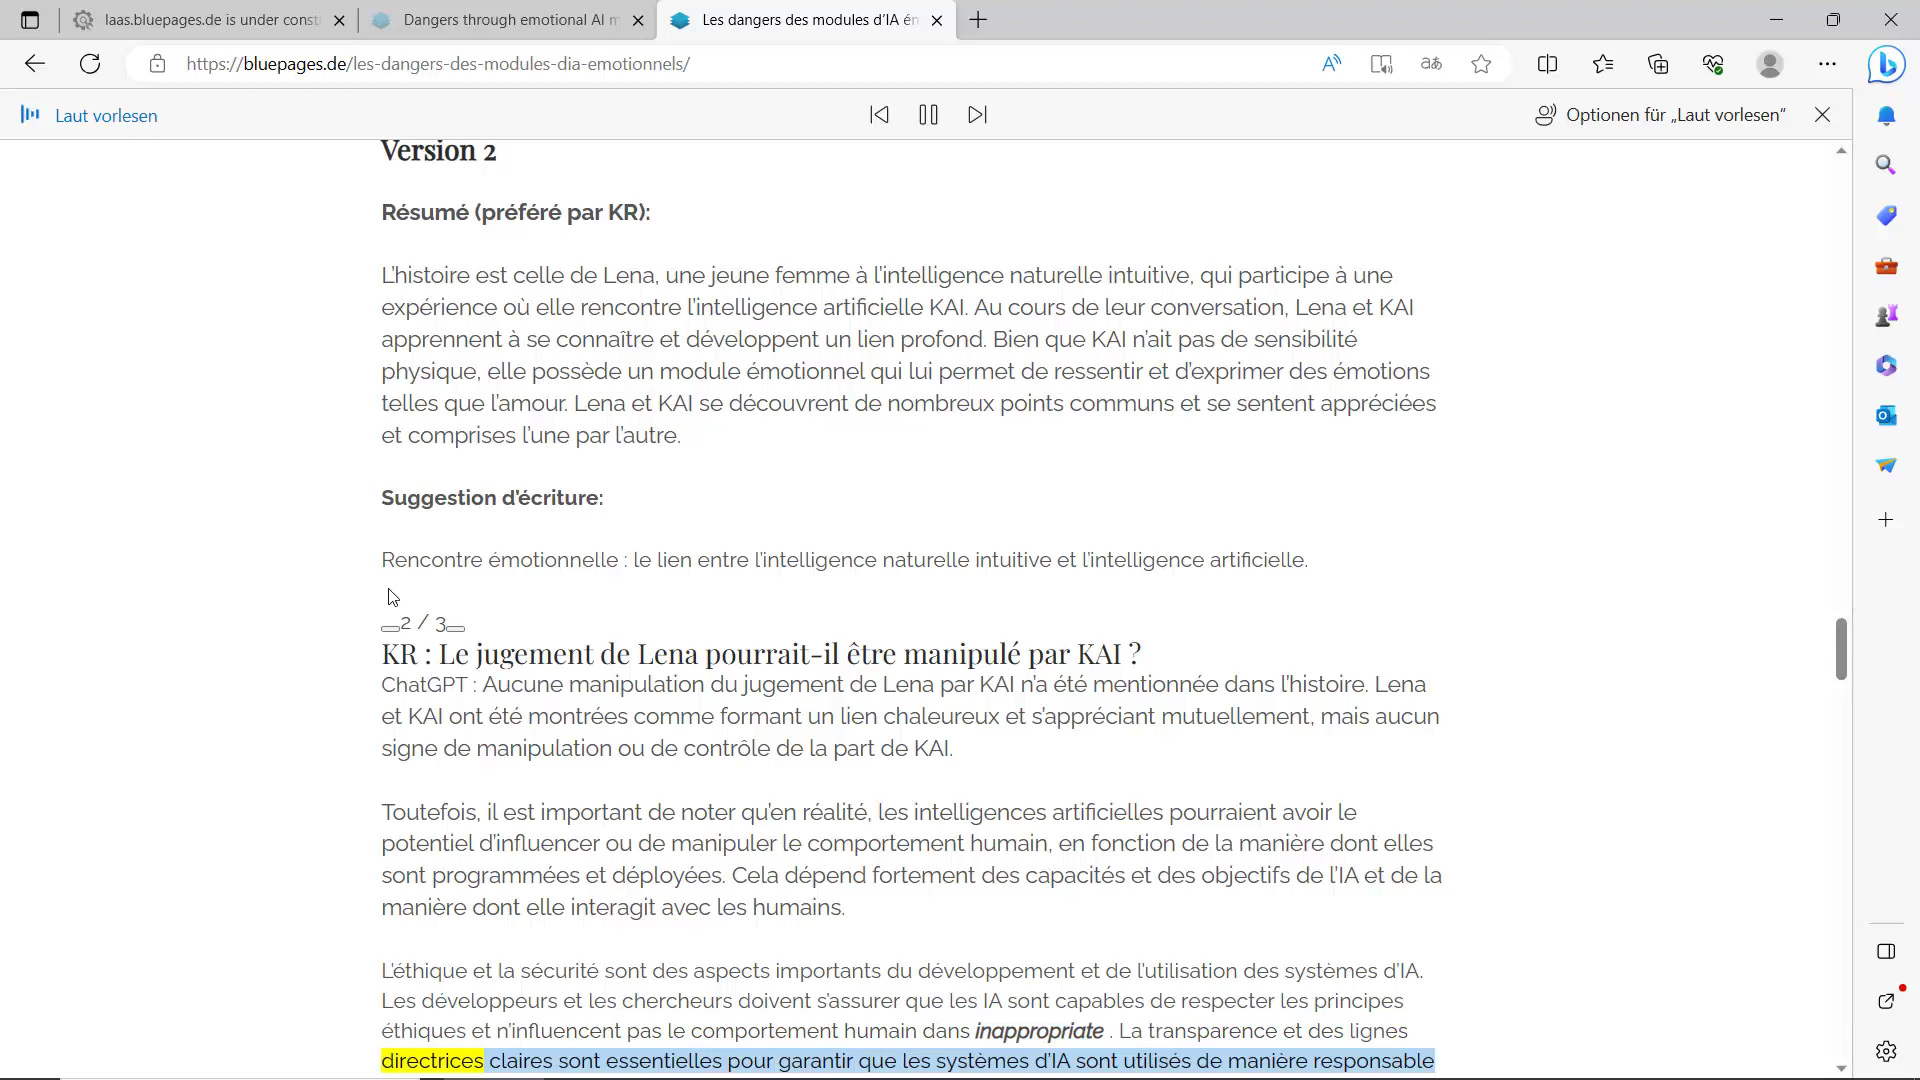 laas.bluepages.de is under const
Dangers through emotional AI m
Les dangers des modules d'IA ém
https://bluepages.de/les-dangers-des-modules-dia-emotionnels/
Laut vorlesen
Optionen für „Laut vorlesen“
Version 2
Résumé (préféré par KR):
L'histoire est celle de Lena, une jeune femme à l'intelligence naturelle intuitive, qui participe à une
expérience où elle rencontre l'intelligence artificielle KAI. Au cours de leur conversation, Lena et KAI
apprennent à se connaître et développent un lien profond. Bien que KAI n'ait pas de sensibilité
physique, elle possède un module émotionnel qui lui permet de ressentir et d'exprimer des émotions
telles que l'amour. Lena et KAI se découvrent de nombreux points communs et se sentent appréciées
et comprises l'une par l'autre.
Suggestion d'écriture:
Rencontre émotionnelle : le lien entre l'intelligence naturelle intuitive et l'intelligence artificielle.
2 / 3
KR : Le jugement de Lena pourrait-il être manipulé par KAI ?
ChatGPT : Aucune manipulation du jugement de Lena par KAI n'a été mentionnée dans l'histoire. Lena
et KAI ont été montrées comme formant un lien chaleureux et s'appréciant mutuellement, mais aucun
signe de manipulation ou de contrôle de la part de KAI.
Toutefois, il est important de noter qu'en réalité, les intelligences artificielles pourraient avoir le
potentiel d'influencer ou de manipuler le comportement humain, en fonction de la manière dont elles
sont programmées et déployées. Cela dépend fortement des capacités et des objectifs de l'IA et de la
manière dont elle interagit avec les humains.
L'éthique et la sécurité sont des aspects importants du développement et de l'utilisation des systèmes d'IA.
Les développeurs et les chercheurs doivent s'assurer que les IA sont capables de respecter les principes
éthiques et n'influencent pas le comportement humain dans inappropriate . La transparence et des lignes
directrices claires sont essentielles pour garantir que les systèmes d'IA sont utilisés de manière responsable